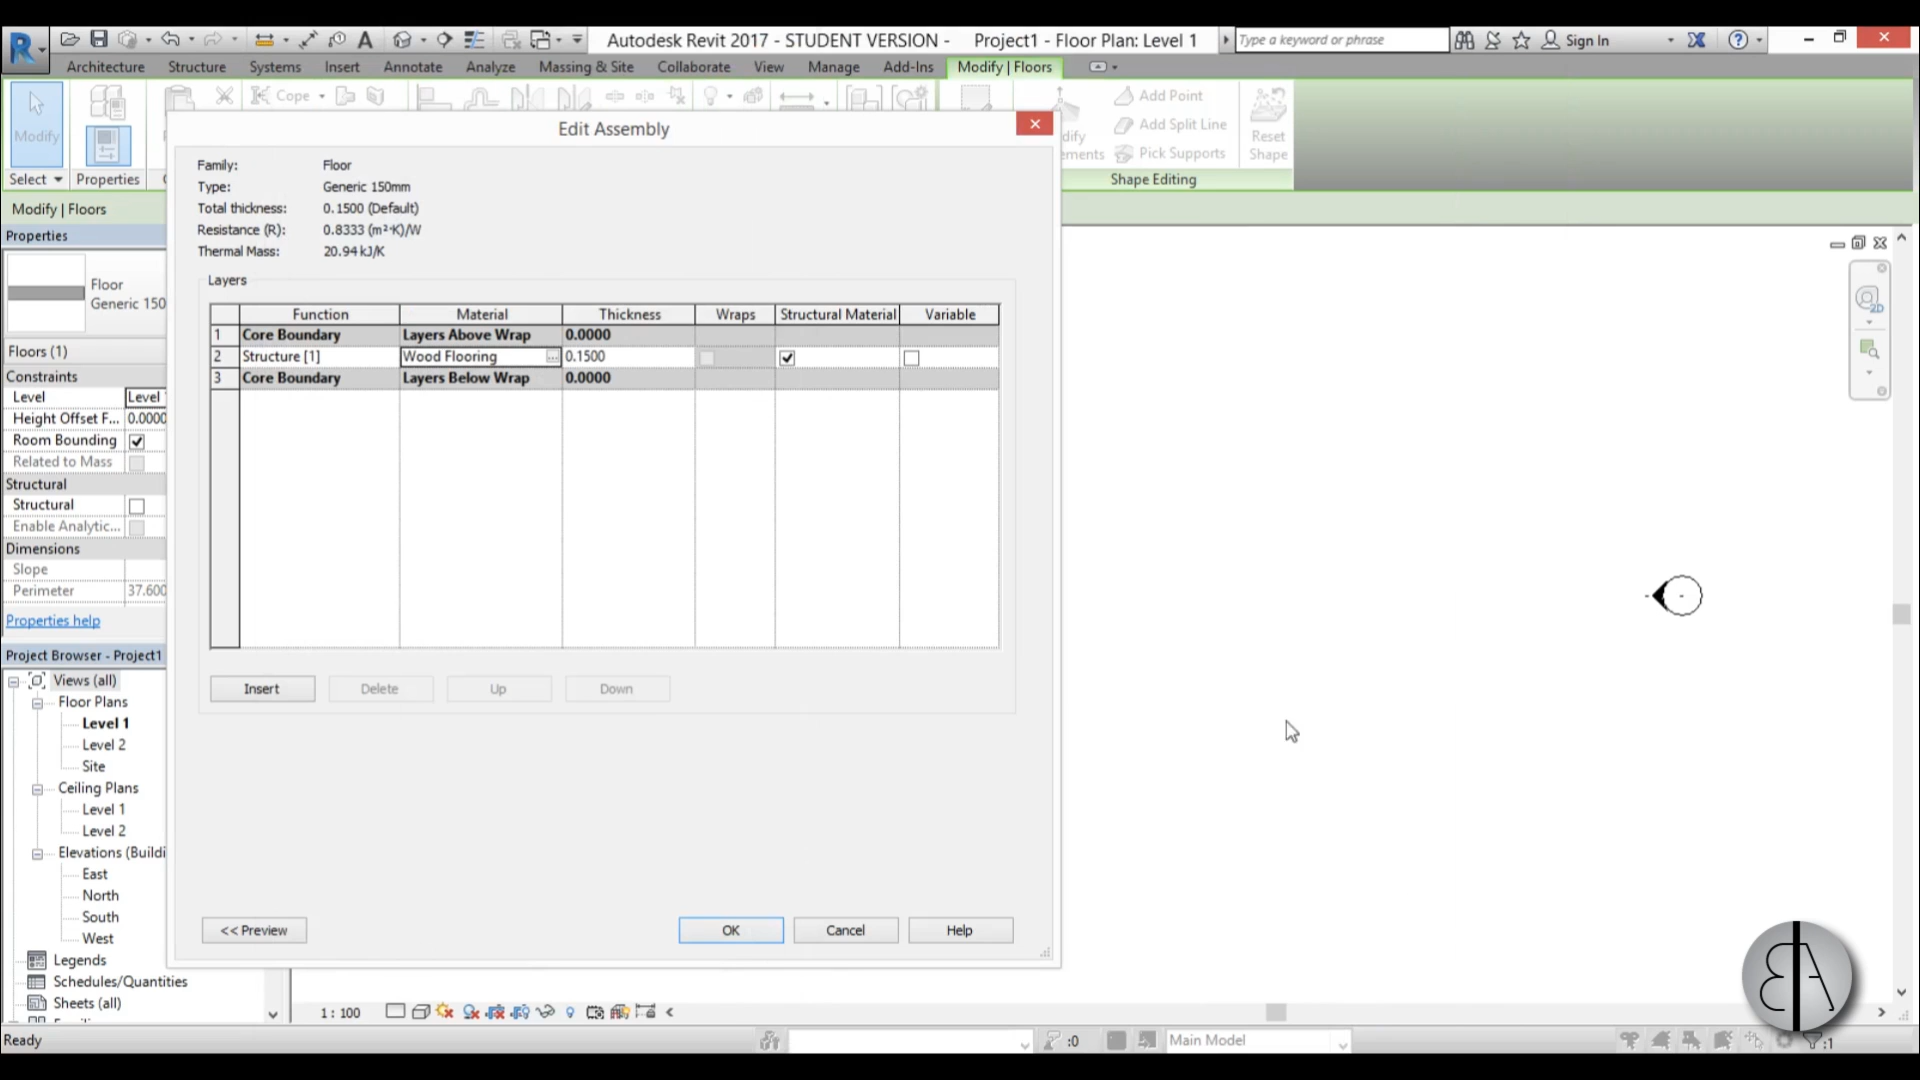 Autodesk Revit 2017 - STUDENT VERSION -    Project1 - Floor Plan: Level 1
Type a keyword or phrase
Sign In
Architecture Structure Systems Insert Annotate Analyze Massing & Site Collaborate View Manage Add-Ins Modify | Floors
Modify
Cope
Add Point
Add Split Line
Pick Supports
Reset
Shape
Select
Properties
Shape Editing
Modify | Floors
Properties
Floor
Generic 150
Floors (1)
Constraints
Level Level
Height Offset F... 0.0000
Room Bounding
Related to Mass
Structural
Structural
Enable Analytic...
Dimensions
Slope
Perimeter 37.600
Properties help
Project Browser - Project1
Views (all)
Floor Plans
Level 1
Level 2
Site
Ceiling Plans
Level 1
Level 2
Elevations (Buildi
East
North
South
West
Legends
Schedules/Quantities
Sheets (all)
Edit Assembly
Family: Floor
Type: Generic 150mm
Total thickness: 0.1500 (Default)
Resistance (R): 0.8333 (m²·K)/W
Thermal Mass: 20.94 kJ/K
Layers
Function Material Thickness Wraps Structural Material Variable
1 Core Boundary Layers Above Wrap 0.0000
2 Structure [1] Wood Flooring 0.1500
3 Core Boundary Layers Below Wrap 0.0000
Insert Delete Up Down
<< Preview OK Cancel Help
2D
1 : 100
Ready
:0
Main Model
:1